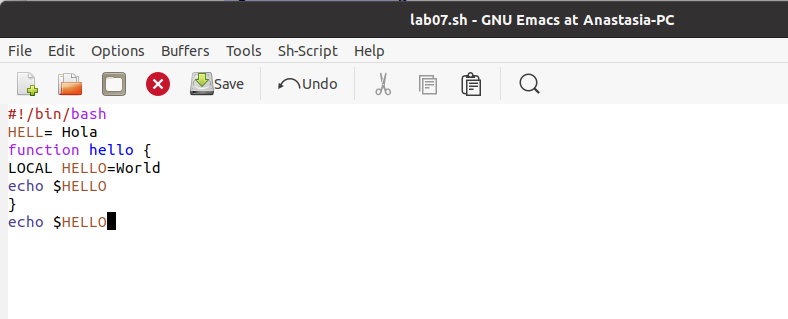 lab07.sh - GNU Emacs at Anastasia-PC
File Edit Options Buffers Tools Sh-Script Help
Save Undo
#!/bin/bash
HELL= Hola
function hello {
LOCAL HELLO=World
echo $HELLO
}
echo $HELLO